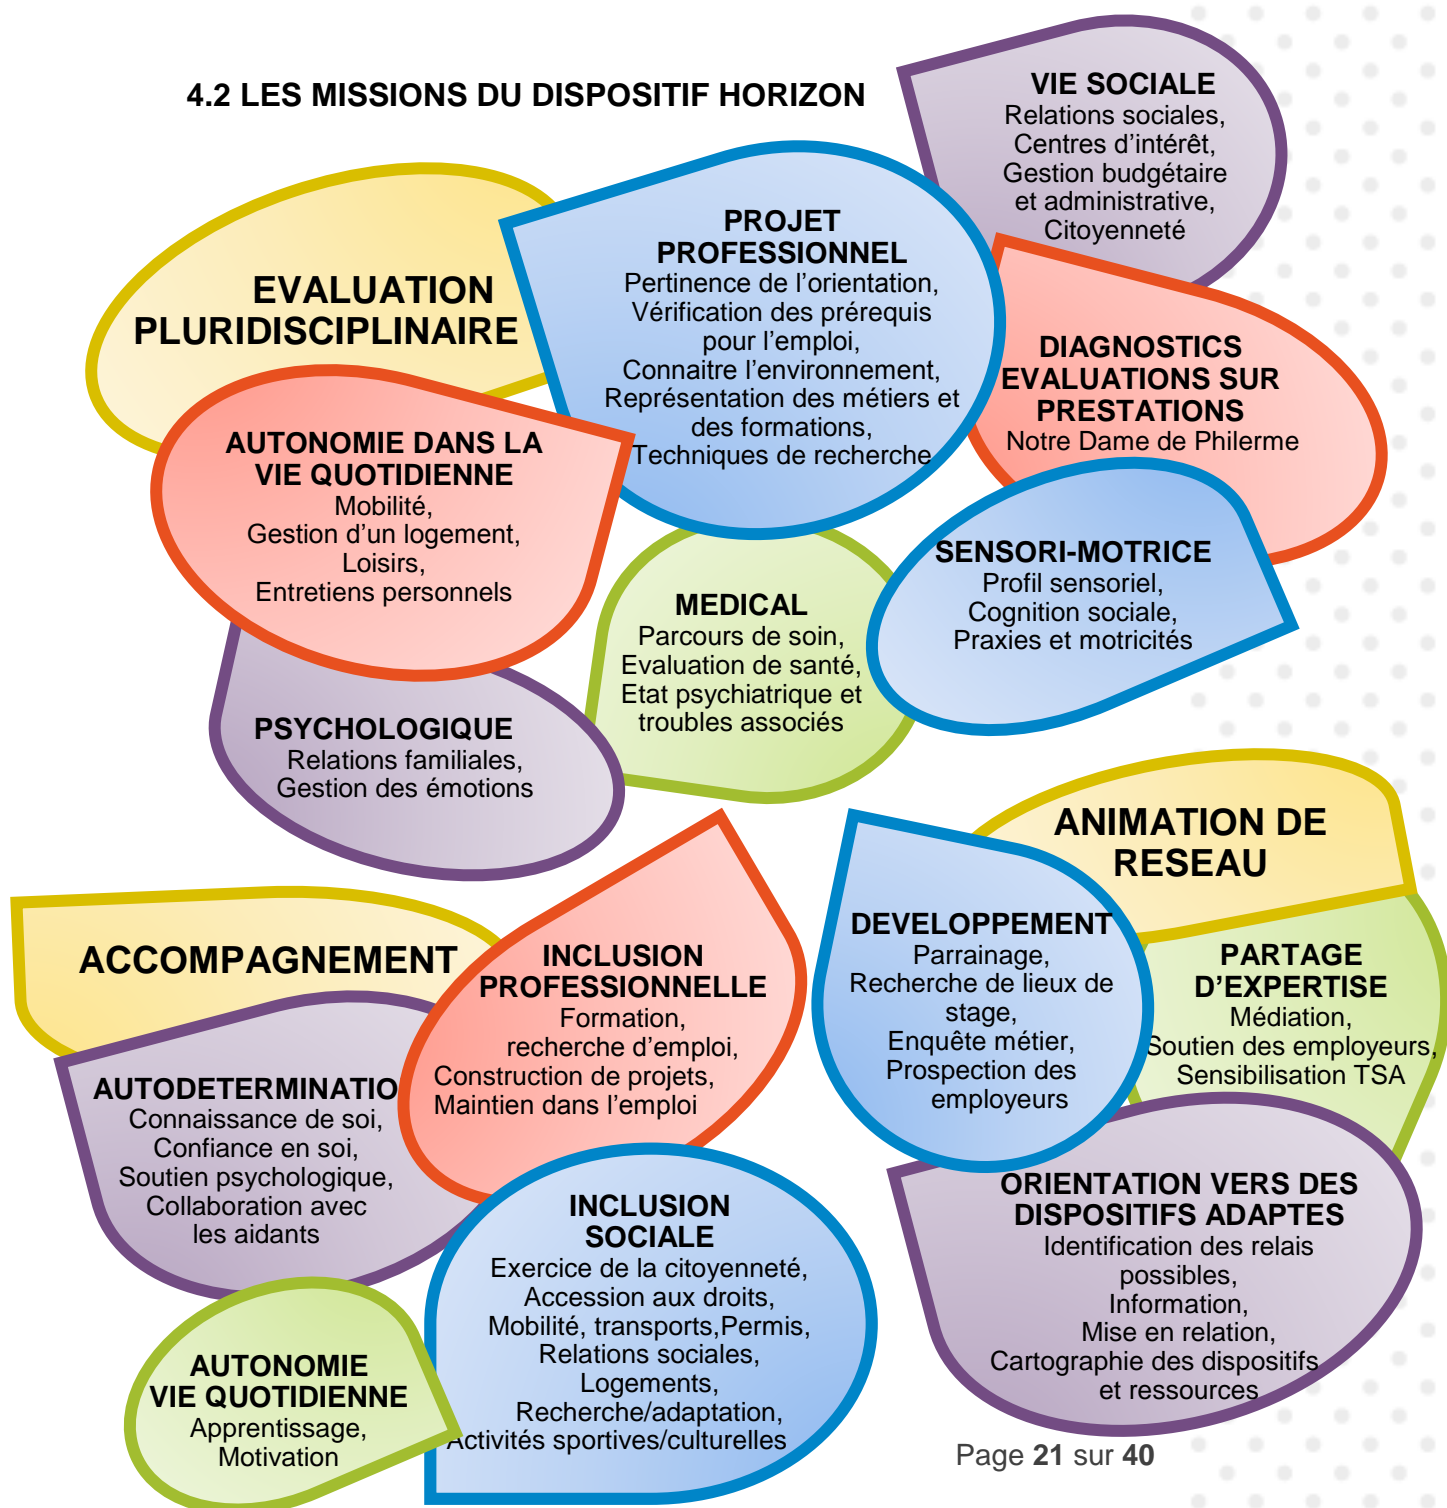 4.2 LES MISSIONS DU DISPOSITIF HORIZON
VIE SOCIALE
Relations sociales,
Centres d’intérêt,
Gestion budgétaire
et administrative,
Citoyenneté
EVALUATION
PLURIDISCIPLINAIRE
PROJET
PROFESSIONNEL
Pertinence de l’orientation,
Vérification des prérequis
pour l’emploi,
Connaitre l’environnement,
Représentation des métiers et
des formations,
Techniques de recherche
DIAGNOSTICS
EVALUATIONS SUR
PRESTATIONS
Notre Dame de Philerme
AUTONOMIE DANS LA
VIE QUOTIDIENNE
Mobilité,
Gestion d’un logement,
Loisirs,
Entretiens personnels
MEDICAL
Parcours de soin,
Evaluation de santé,
Etat psychiatrique et
troubles associés
SENSORI-MOTRICE
Profil sensoriel,
Cognition sociale,
Praxies et motricités
PSYCHOLOGIQUE
Relations familiales,
Gestion des émotions
ANIMATION DE
RESEAU
ACCOMPAGNEMENT
INCLUSION
PROFESSIONNELLE
Formation,
recherche d’emploi,
Construction de projets,
Maintien dans l’emploi
DEVELOPPEMENT
Parrainage,
Recherche de lieux de
stage,
Enquête métier,
Prospection des
employeurs
PARTAGE
D’EXPERTISE
Médiation,
Soutien des employeurs,
Sensibilisation TSA
AUTODETERMINATIO
Connaissance de soi,
Confiance en soi,
Soutien psychologique,
Collaboration avec
les aidants
INCLUSION
SOCIALE
Exercice de la citoyenneté,
Accession aux droits,
Mobilité, transports,Permis,
Relations sociales,
Logements,
Recherche/adaptation,
Activités sportives/culturelles
ORIENTATION VERS DES
DISPOSITIFS ADAPTES
Identification des relais
possibles,
Information,
Mise en relation,
Cartographie des dispositifs
et ressources
AUTONOMIE
VIE QUOTIDIENNE
Apprentissage,
Motivation
Page 21 sur 40